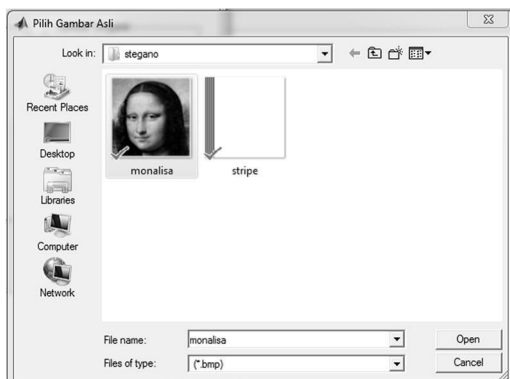 Pilih Gambar Asli
Look in: stegano
Recent Places
Desktop
Libraries
Computer
Network
monalisa
stripe
File name: monalisa
Open
Files of type: (*.bmp)
Cancel